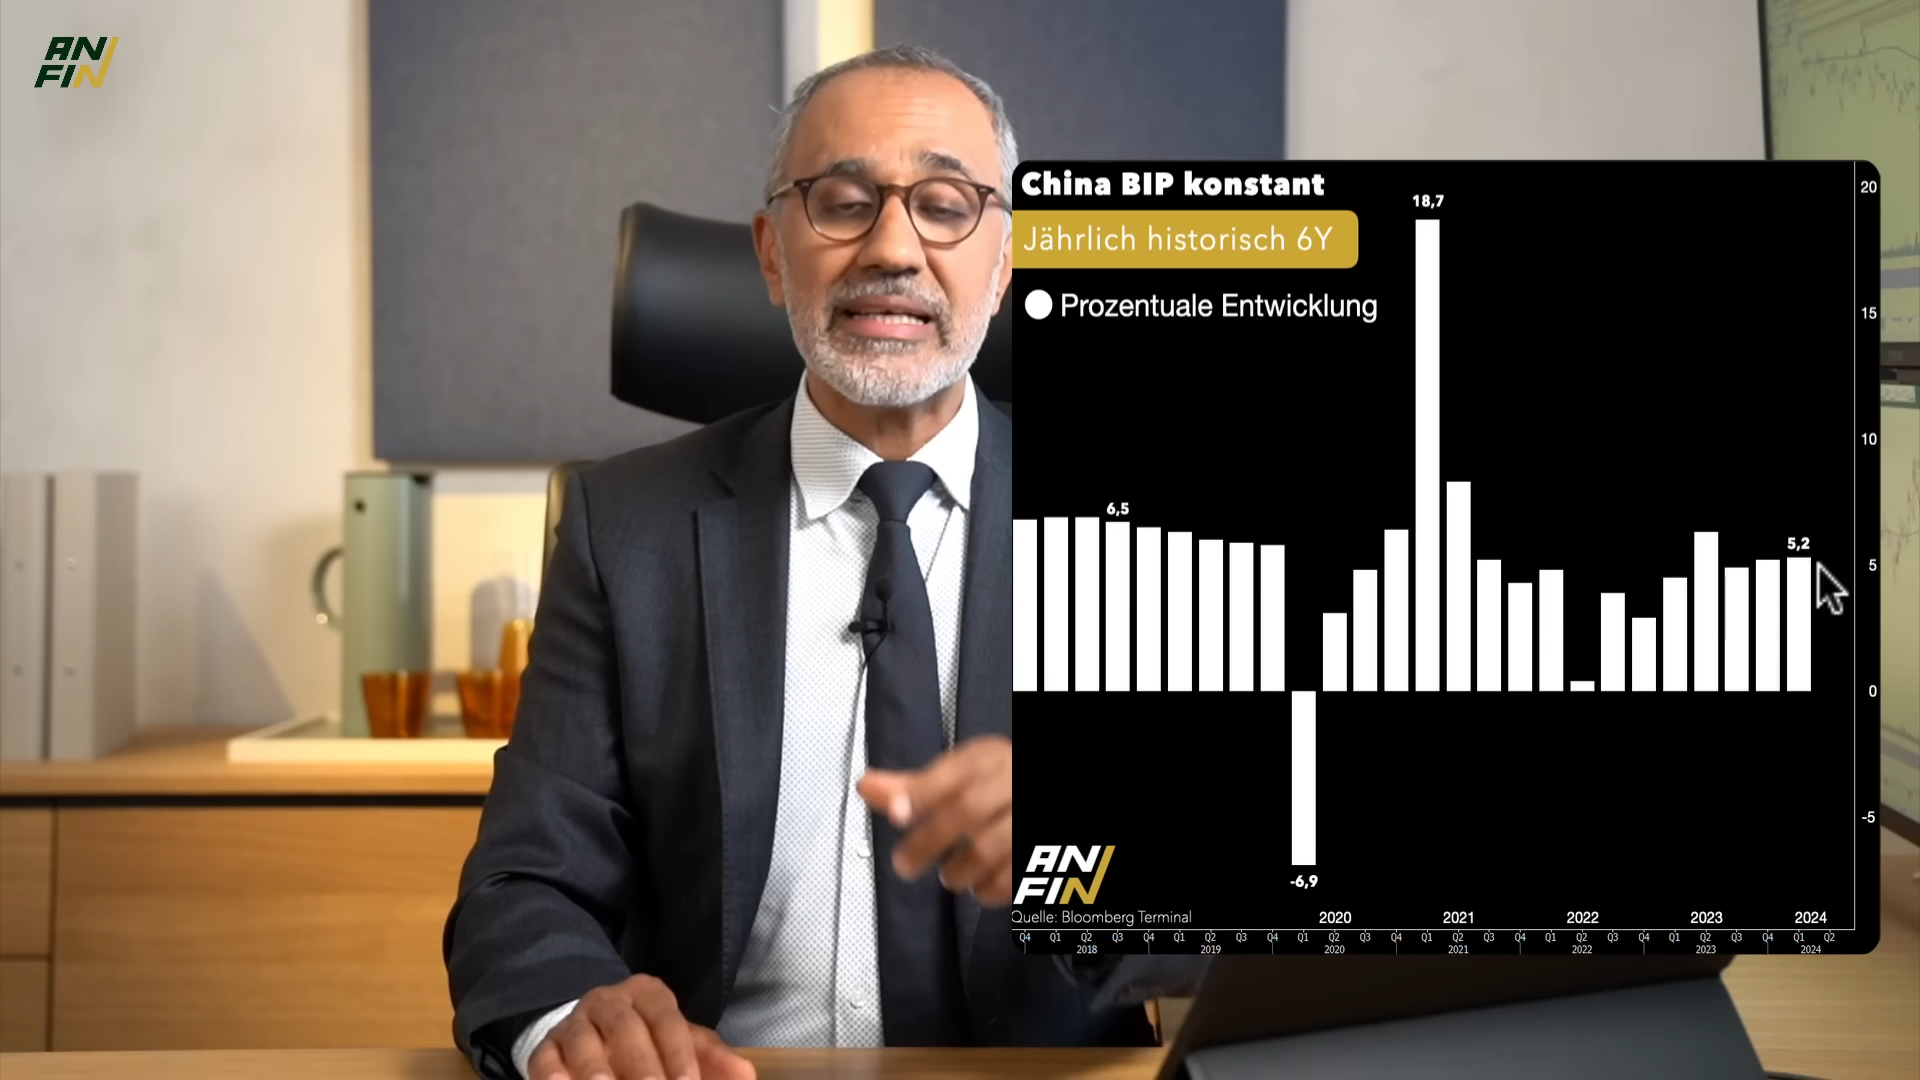 AN
FIN
China BIP konstant
Jährlich historisch 6Y
Prozentuale Entwicklung
20
15
10
5
0
-5
18,7
6,5
5,2
-6,9
AN
FIN
Quelle: Bloomberg Terminal
2020 2021 2022 2023 2024
Q4 Q1 Q2 Q3 Q4 Q1 Q2 Q3 Q4 Q1 Q2 Q3 Q4 Q1 Q2 Q3 Q4 Q1 Q2 Q3 Q4 Q1 Q2 Q3 Q4 Q1 Q2
2018 2019 2020 2021 2022 2023 2024